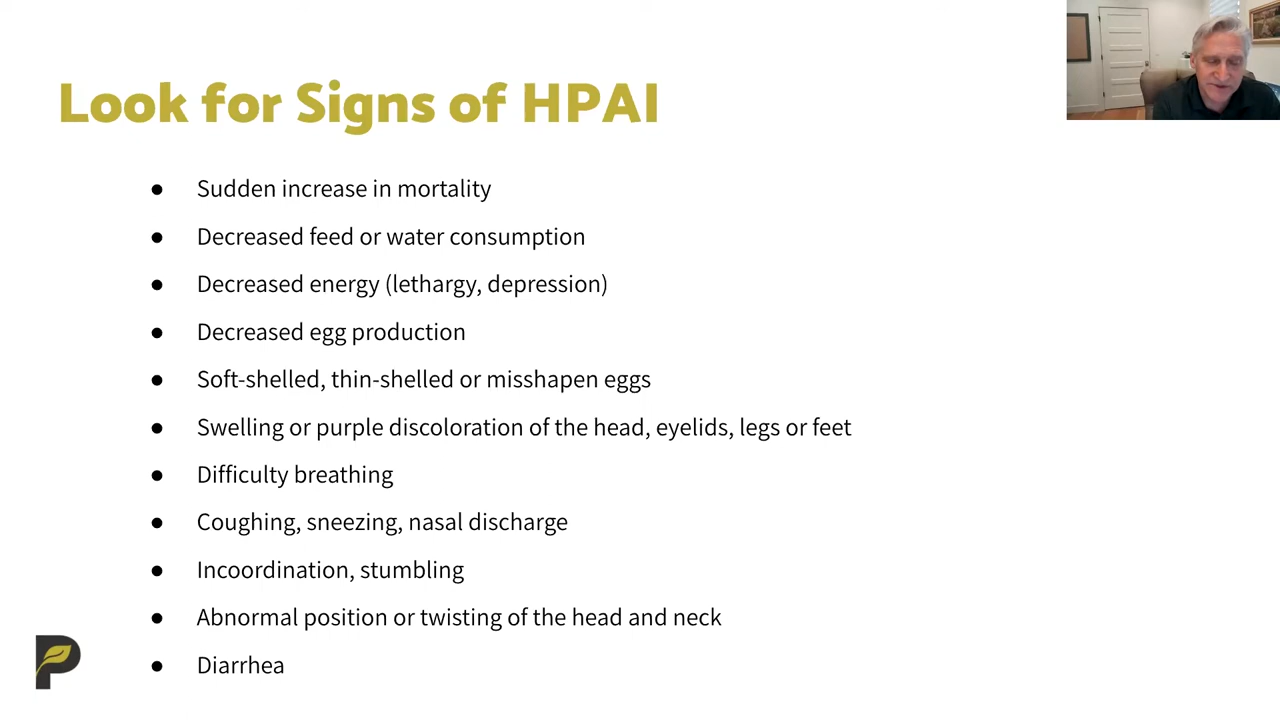 Look for Signs of HPAI
● Sudden increase in mortality
● Decreased feed or water consumption
● Decreased energy (lethargy, depression)
● Decreased egg production
● Soft-shelled, thin-shelled or misshapen eggs
● Swelling or purple discoloration of the head, eyelids, legs or feet
● Difficulty breathing
● Coughing, sneezing, nasal discharge
● Incoordination, stumbling
● Abnormal position or twisting of the head and neck
● Diarrhea
P